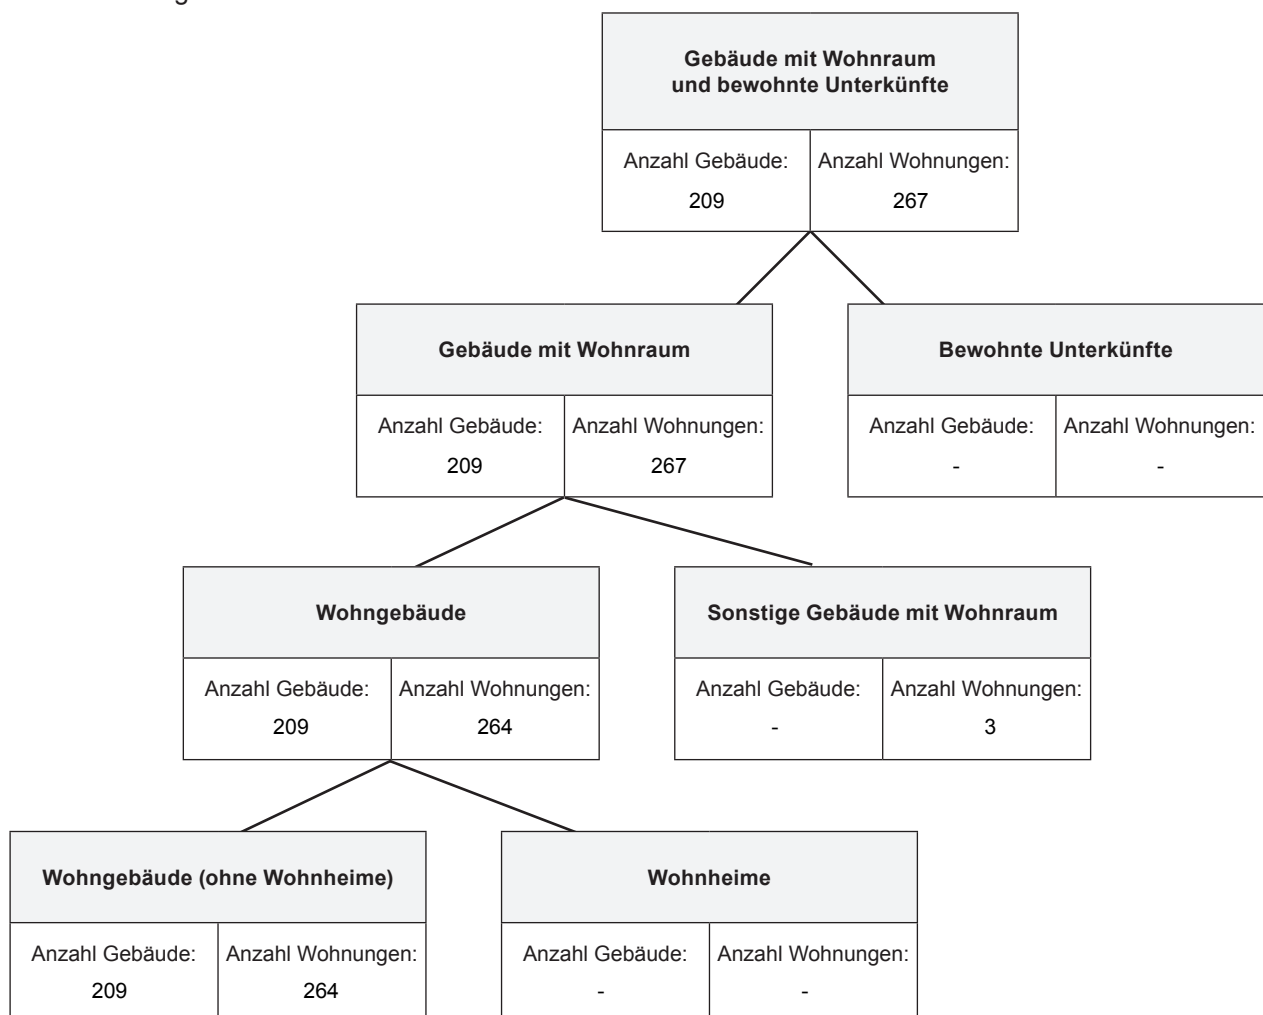 Gebäude mit Wohnraum
und bewohnte Unterkünfte
Anzahl Gebäude: Anzahl Wohnungen:
209 267
Gebäude mit Wohnraum
Anzahl Gebäude: Anzahl Wohnungen:
209 267
Bewohnte Unterkünfte
Anzahl Gebäude: Anzahl Wohnungen:
- -
Wohngebäude
Anzahl Gebäude: Anzahl Wohnungen:
209 264
Sonstige Gebäude mit Wohnraum
Anzahl Gebäude: Anzahl Wohnungen:
- 3
Wohngebäude (ohne Wohnheime)
Anzahl Gebäude: Anzahl Wohnungen:
209 264
Wohnheime
Anzahl Gebäude: Anzahl Wohnungen:
- -